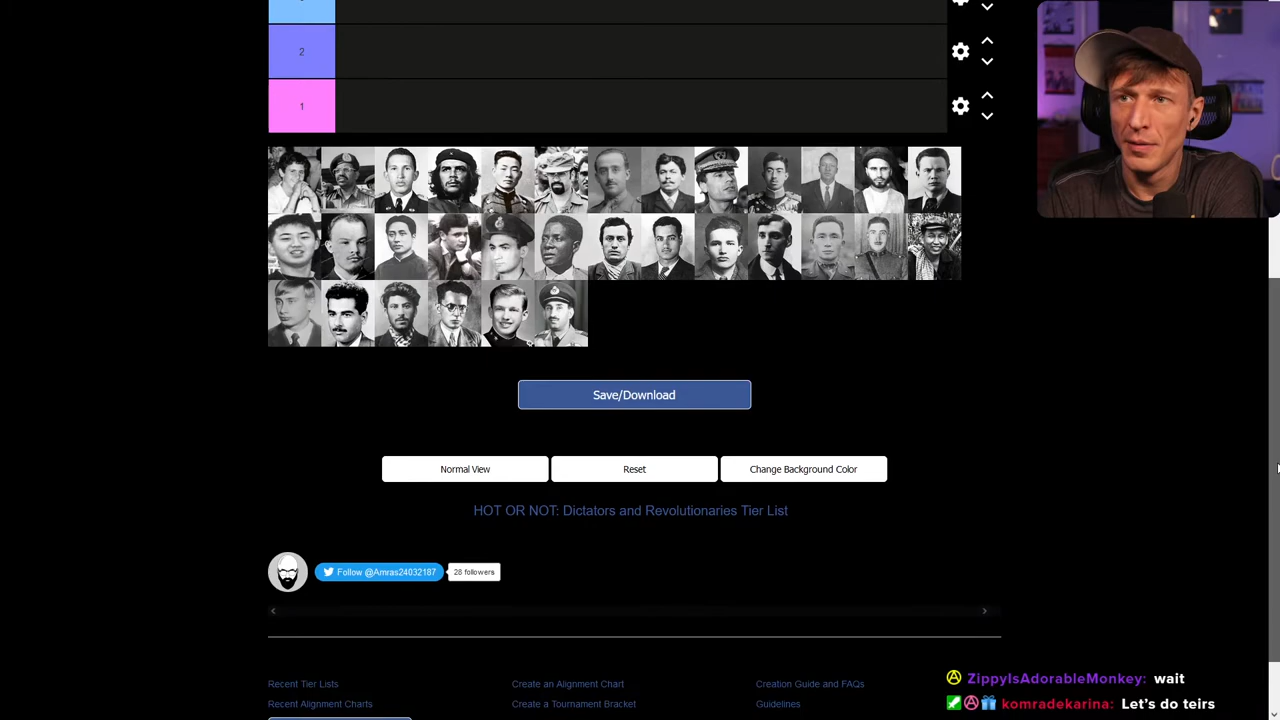 2
1
Save/Download
Normal View
Reset
Change Background Color
HOT OR NOT: Dictators and Revolutionaries Tier List
Follow @Amras24032187
28 followers
Recent Tier Lists
Create an Alignment Chart
Creation Guide and FAQs
ZippyIsAdorableMonkey: wait
Recent Alignment Charts
Create a Tournament Bracket
Guidelines
komradekarina: Let's do teirs